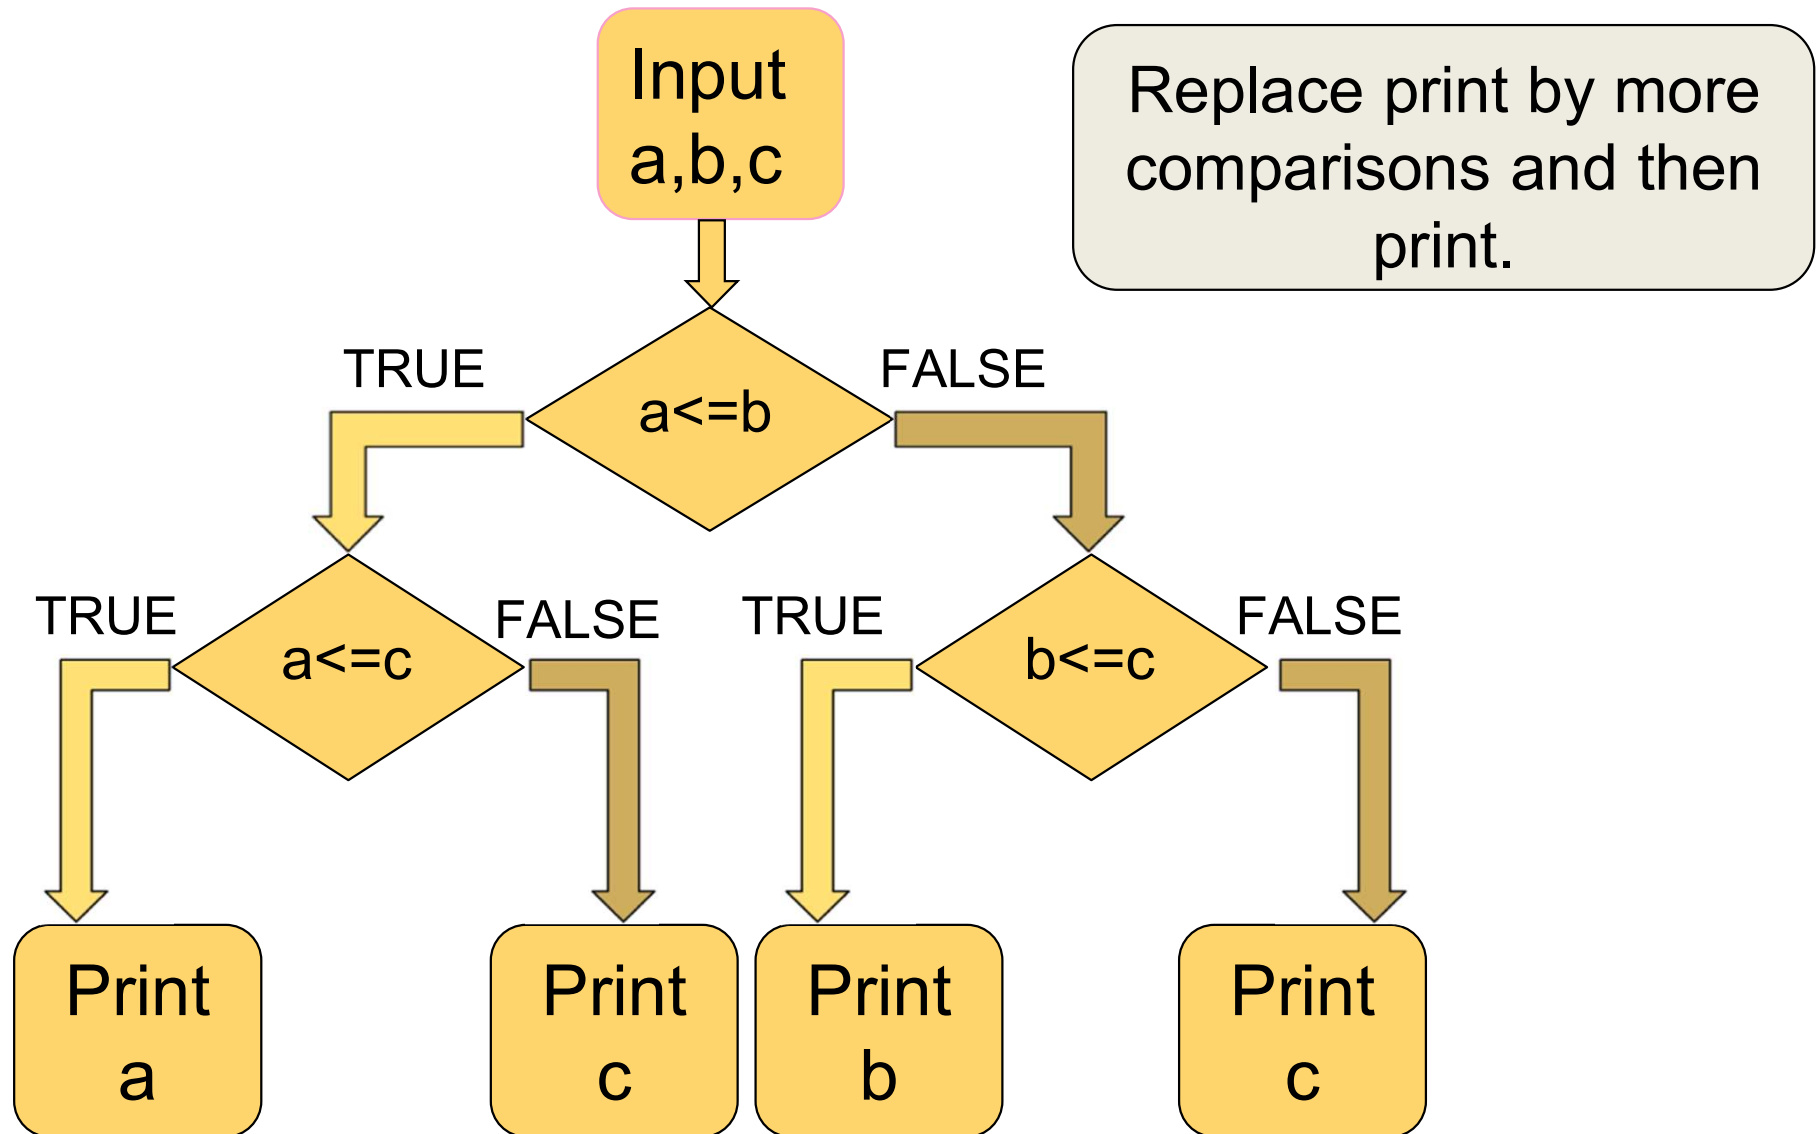 Input
a,b,c
Replace print by more
comparisons and then
print.
TRUE
FALSE
a<=b
TRUE
FALSE
TRUE
FALSE
a<=c
b<=c
Print
a
Print
c
Print
b
Print
c